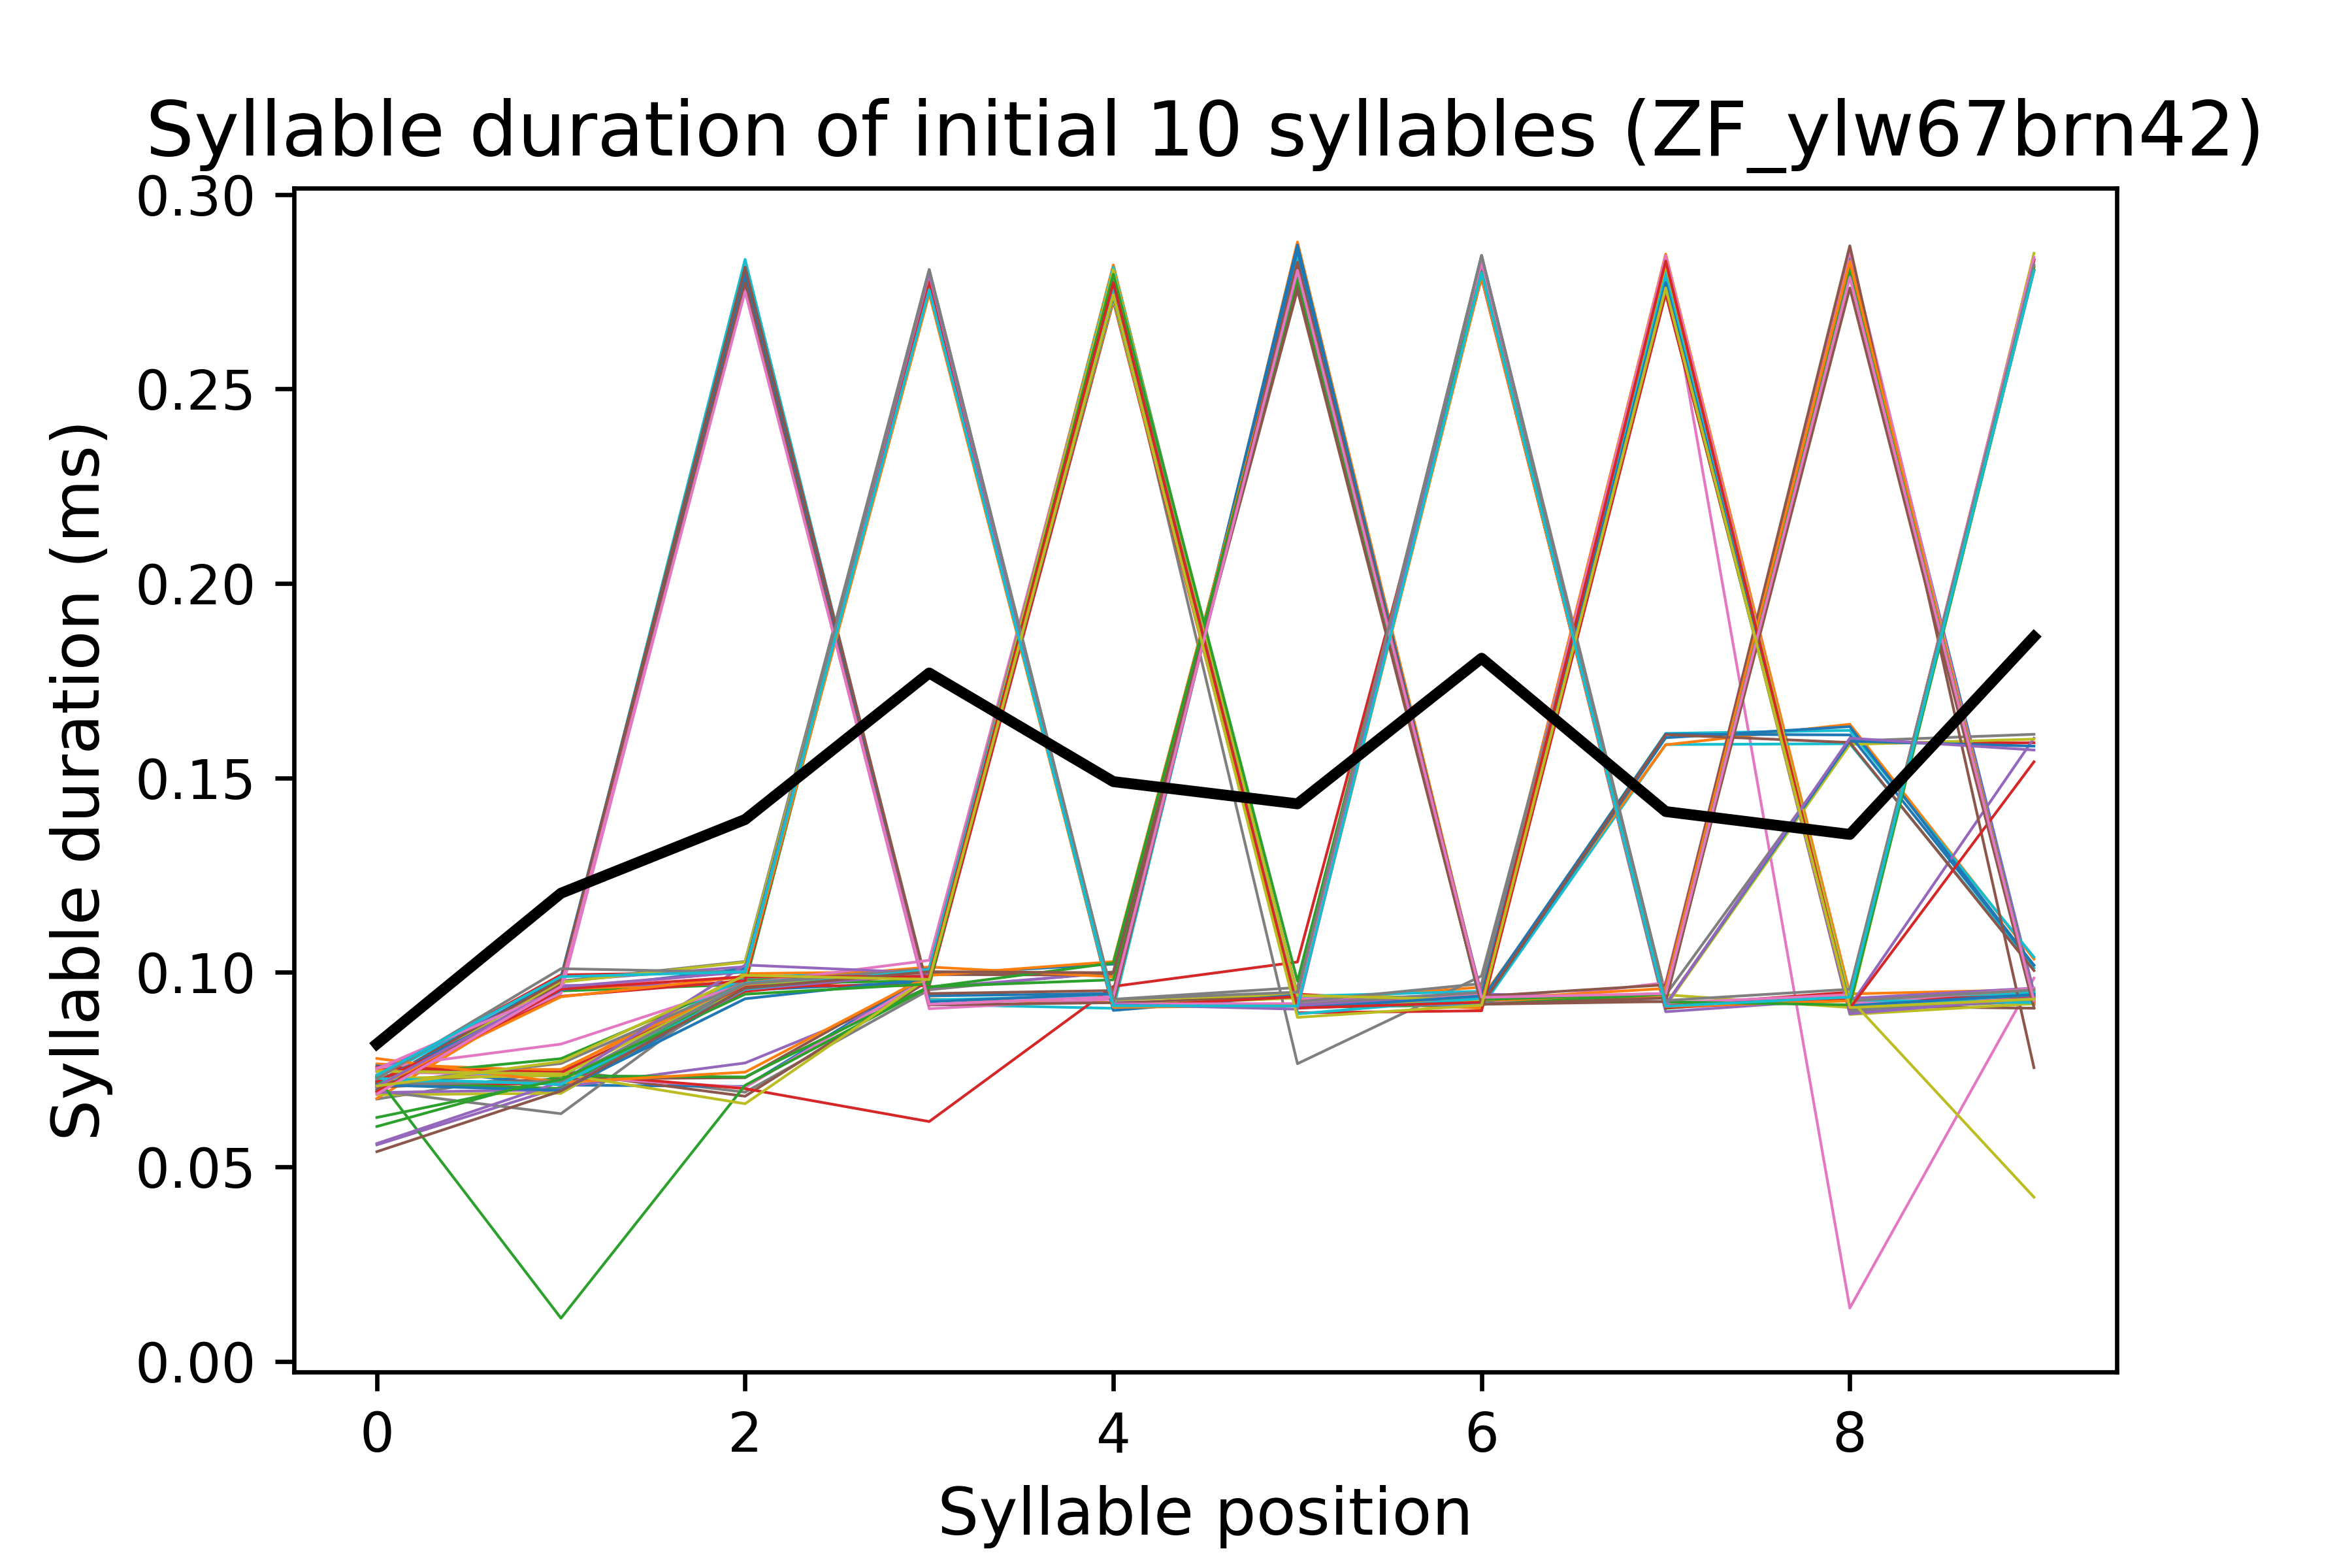 Syllable duration of initial 10 syllables (ZF_ylw67brn42)
0.30
0.25
0.20
0.15
0.10
0.05
0.00
Syllable duration (ms)
0 2 4 6 8
Syllable position